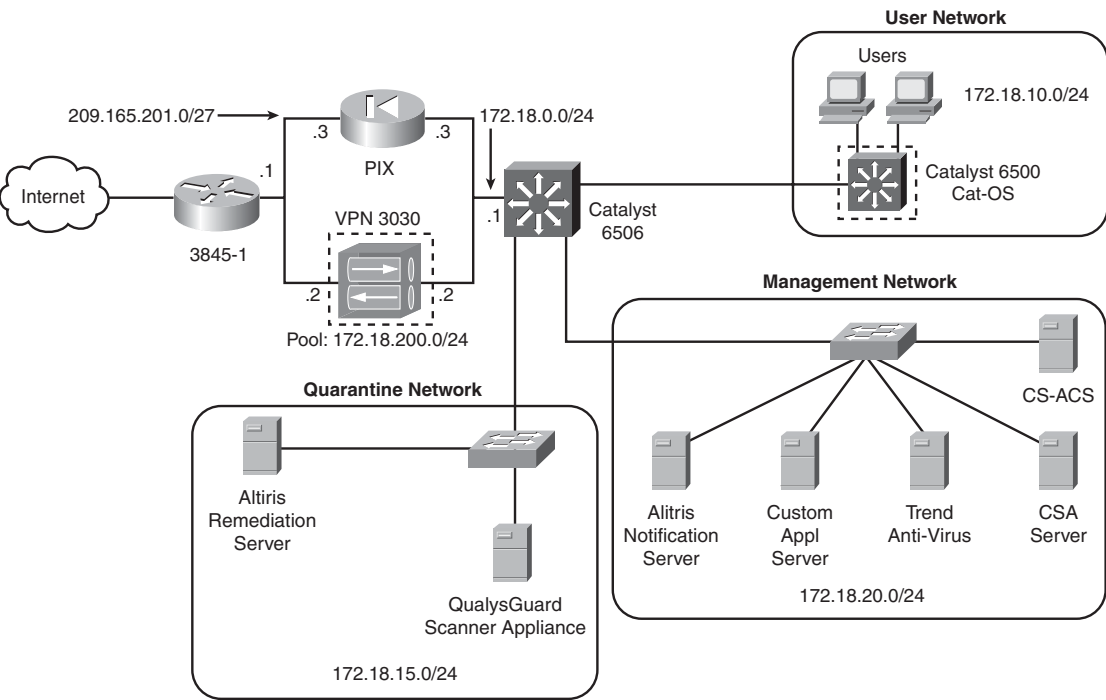 User Network
Users
172.18.10.0/24
Catalyst 6500
Cat-OS
209.165.201.0/27
172.18.0.0/24
.3
.3
PIX
Internet
.1
3845-1
VPN 3030
.2
.2
Pool: 172.18.200.0/24
.1
Catalyst
6506
Management Network
CS-ACS
Alitris
Notification
Server
Custom
Appl
Server
Trend
Anti-Virus
CSA
Server
172.18.20.0/24
Quarantine Network
Altiris
Remediation
Server
QualysGuard
Scanner Appliance
172.18.15.0/24